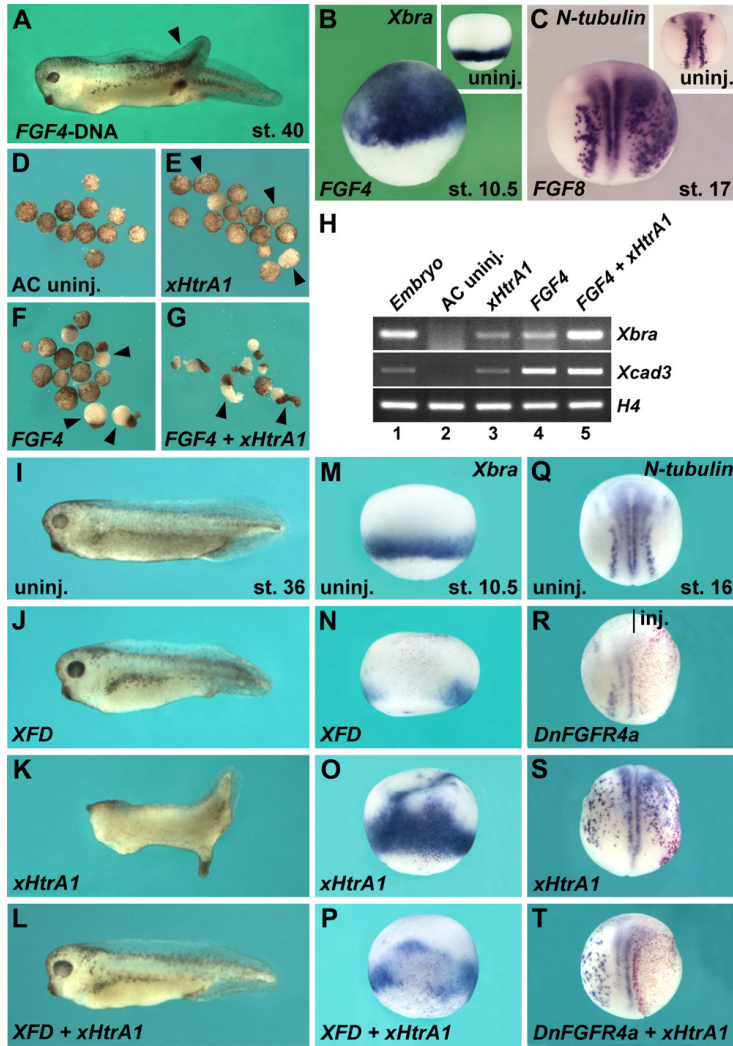 A
FGF4-DNA
st. 40
B
Xbra
uninj.
FGF4
st. 10.5
C
N-tubulin
uninj.
FGF8
st. 17
D
AC uninj.
E
xHtrA1
F
FGF4
G
FGF4 + xHtrA1
H
Embryo
AC uninj.
xHtrA1
FGF4
FGF4 + xHtrA1
Xbra
Xcad3
H4
1 2 3 4 5
I
uninj.
st. 36
M
Xbra
uninj.
st. 10.5
Q
N-tubulin
uninj.
st. 16
J
XFD
N
XFD
R
inj.
DnFGFR4a
K
xHtrA1
O
xHtrA1
S
xHtrA1
L
XFD + xHtrA1
P
XFD + xHtrA1
T
DnFGFR4a + xHtrA1